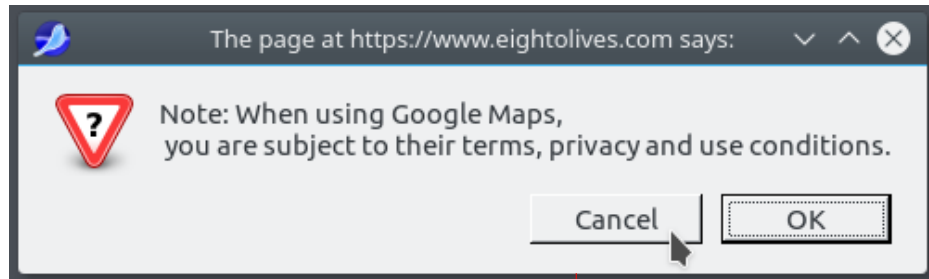 The page at https://www.eightolives.com says:
?
Note: When using Google Maps,
you are subject to their terms, privacy and use conditions.
Cancel OK